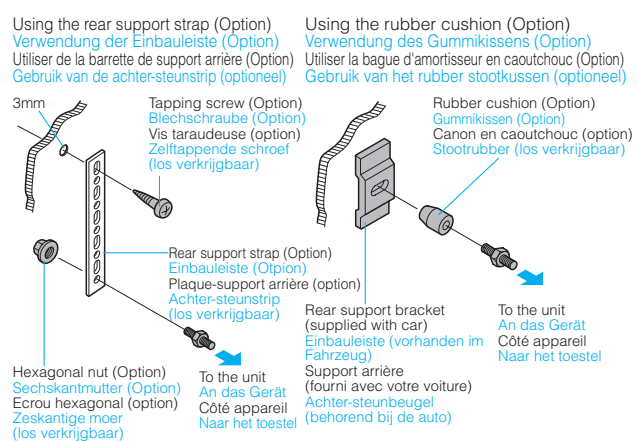 Using the rear support strap (Option)
Verwendung der Einbauleiste (Option)
Utiliser de la barrette de support arrière (Option)
Gebruik van de achter-steunstrip (optioneel)
3mm
Tapping screw (Option)
Blechschraube (Option)
Vis taraudeuse (option)
Zelftappende schroef
(los verkrijgbaar)
Rear support strap (Option)
Einbauleiste (Otpion)
Plaque-support arrière (option)
Achter-steunstrip
(los verkrijgbaar)
Hexagonal nut (Option)
Sechskantmutter (Option)
Ecrou hexagonal (option)
Zeskantige moer
(los verkrijgbaar)
To the unit
An das Gerät
Côté appareil
Naar het toestel
Using the rubber cushion (Option)
Verwendung des Gummikissens (Option)
Utiliser la bague d'amortisseur en caoutchouc (Option)
Gebruik van het rubber stootkussen (optioneel)
Rubber cushion (Option)
Gummikissen (Option)
Canon en caoutchouc (option)
Stootrubber (los verkrijgbaar)
Rear support bracket
(supplied with car)
Einbauleiste (vorhanden im
Fahrzeug)
Support arrière
(fourni avec votre voiture)
Achter-steunbeugel
(behorend bij de auto)
To the unit
An das Gerät
Côté appareil
Naar het toestel